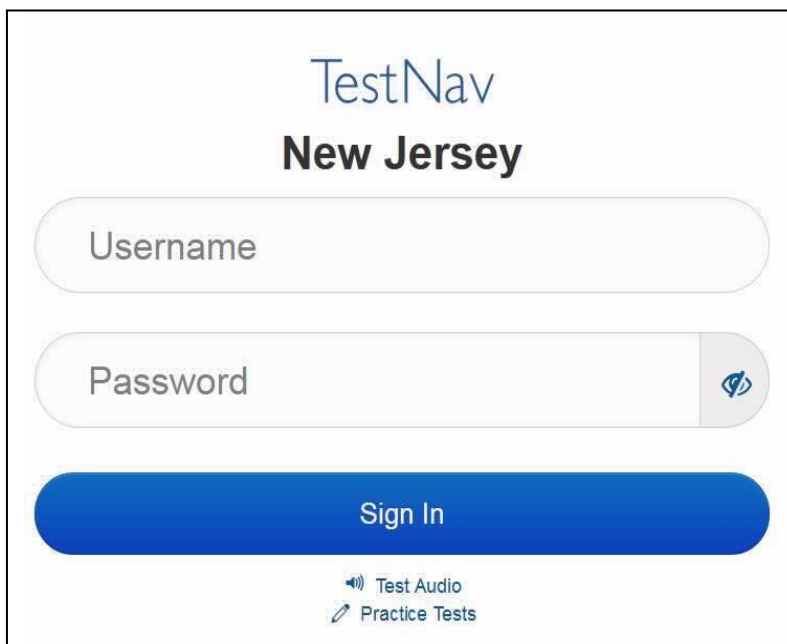 TestNav
New Jersey
Username
Password
Sign In
Test Audio
Practice Tests